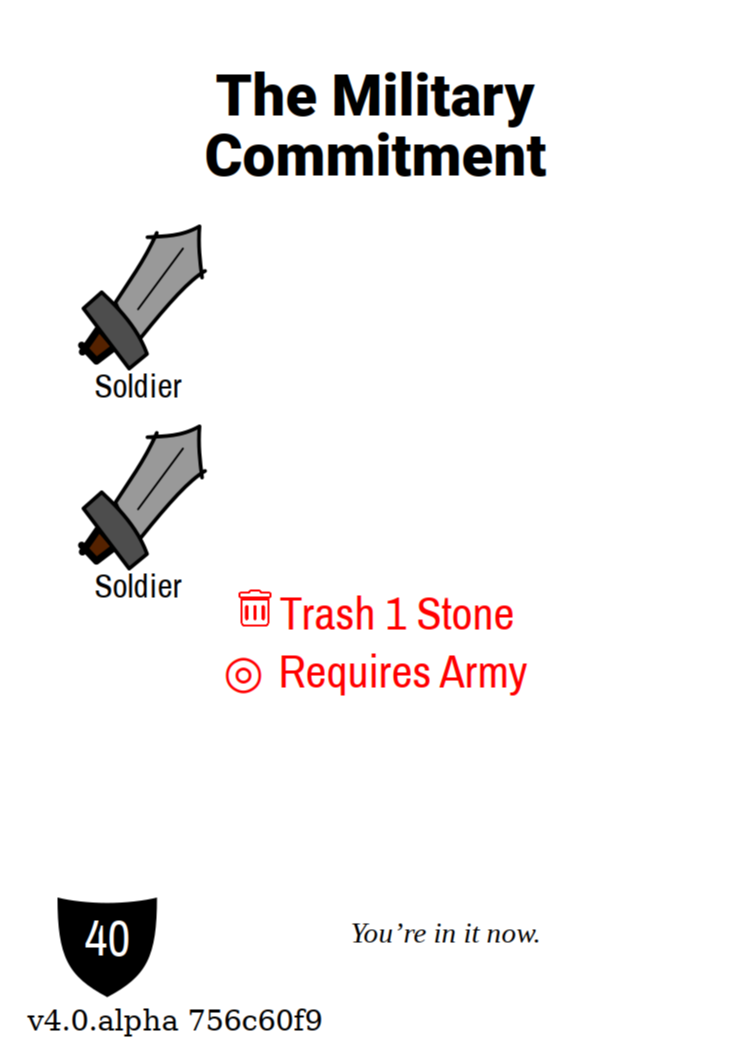 The Military
Commitment
Soldier
Soldier
Trash 1 Stone
Requires Army
40
You’re in it now.
v4.0.alpha 756c60f9